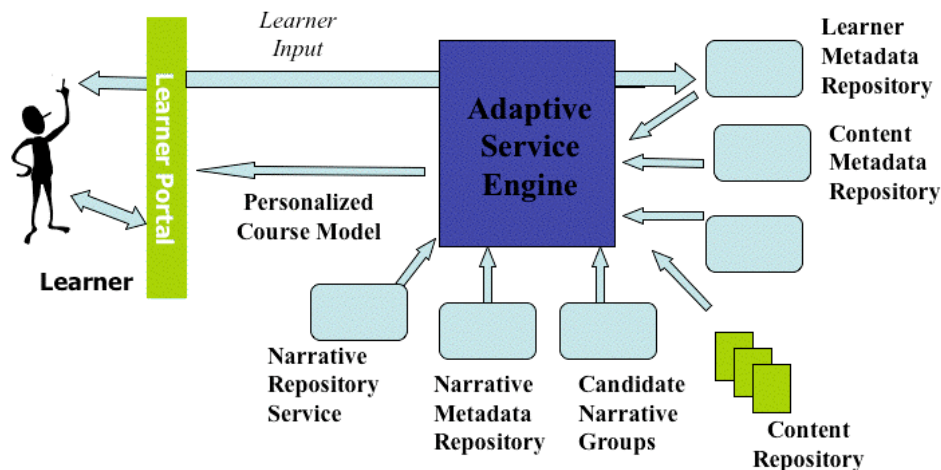 Learner
Input
Learner
Metadata
Repository
Learner Portal
Adaptive
Service
Engine
Content
Metadata
Repository
Personalized
Course Model
Learner
Narrative
Repository
Service
Narrative
Metadata
Repository
Candidate
Narrative
Groups
Content
Repository